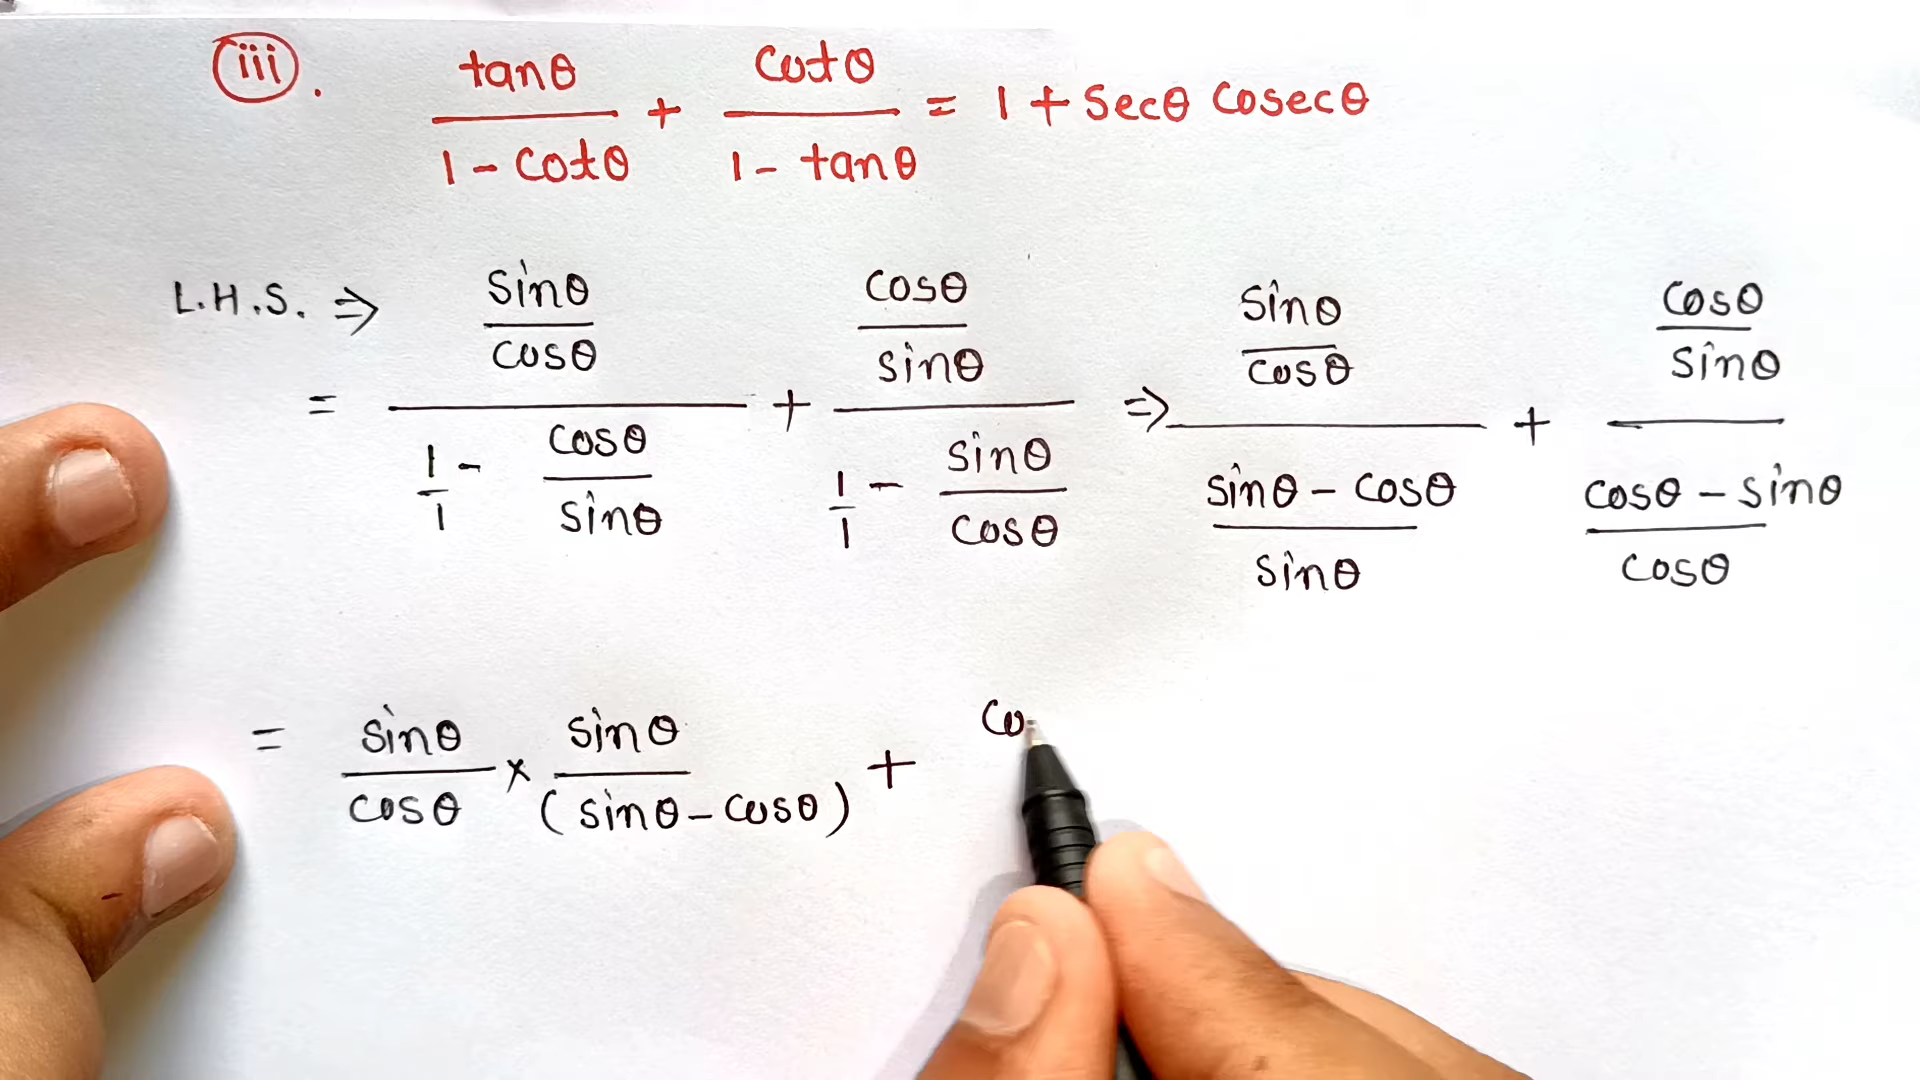 (iii). tanθ/(1 - cotθ) + cotθ/(1 - tanθ) = 1 + secθ cosecθ
L.H.S. ⇒
= (sinθ/cosθ)/(1/1 - cosθ/sinθ) + (cosθ/sinθ)/(1/1 - sinθ/cosθ) ⇒ (sinθ/cosθ)/((sinθ - cosθ)/sinθ) + (cosθ/sinθ)/((cosθ - sinθ)/cosθ)
= sinθ/cosθ × sinθ/(sinθ - cosθ) + co